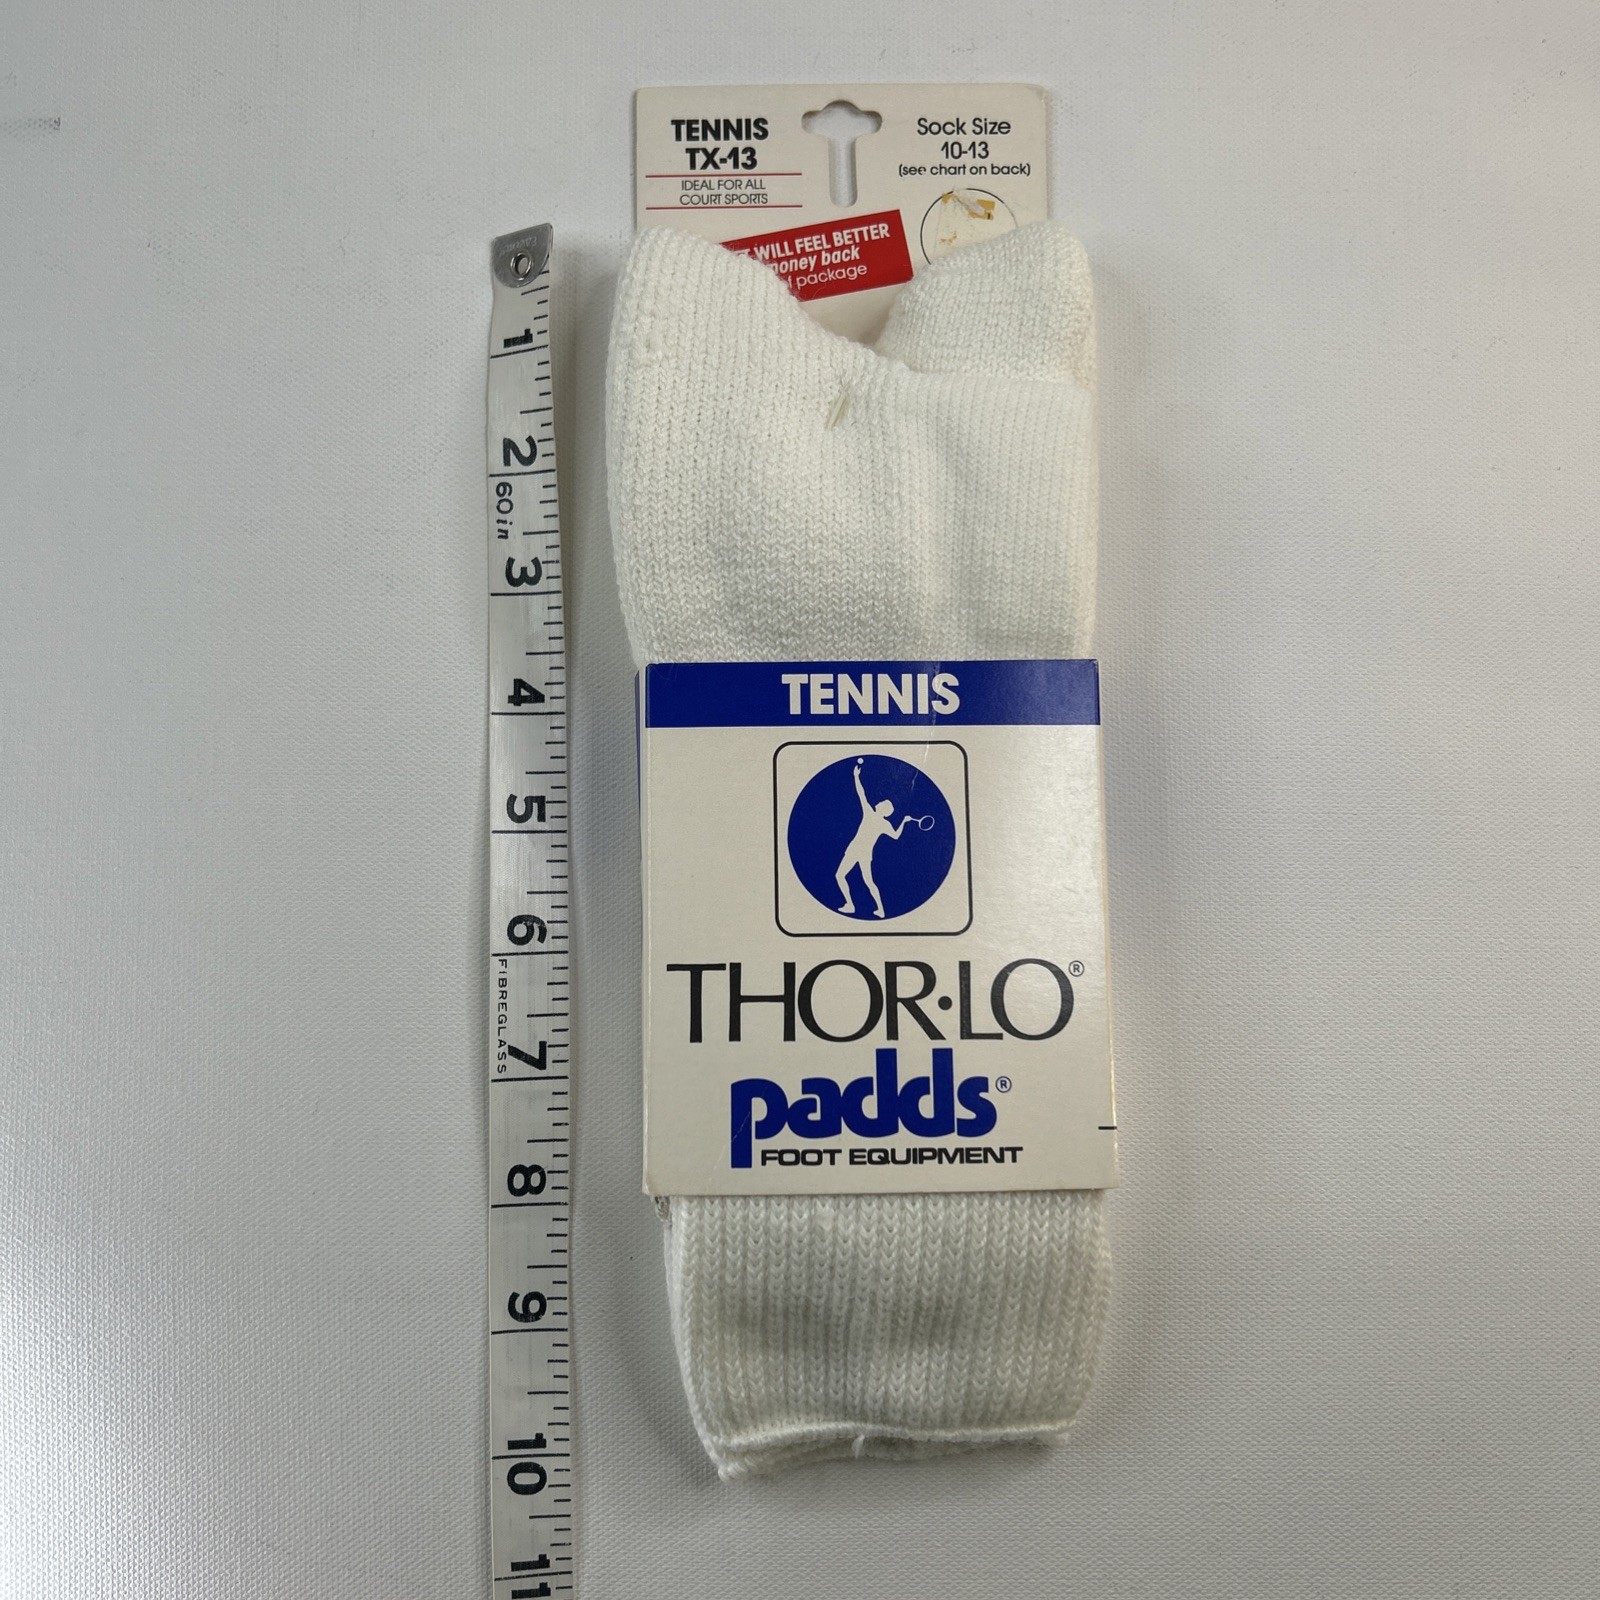 TENNIS
TX-13
IDEAL FOR ALL
COURT SPORTS
Sock Size
10-13
(see chart on back)
WILL FEEL BETTER
money back
of package
TENNIS
THOR·LO®
padds®
FOOT EQUIPMENT
1
2
60in
3
4
5
6
FIBREGLASS
7
8
9
10
11